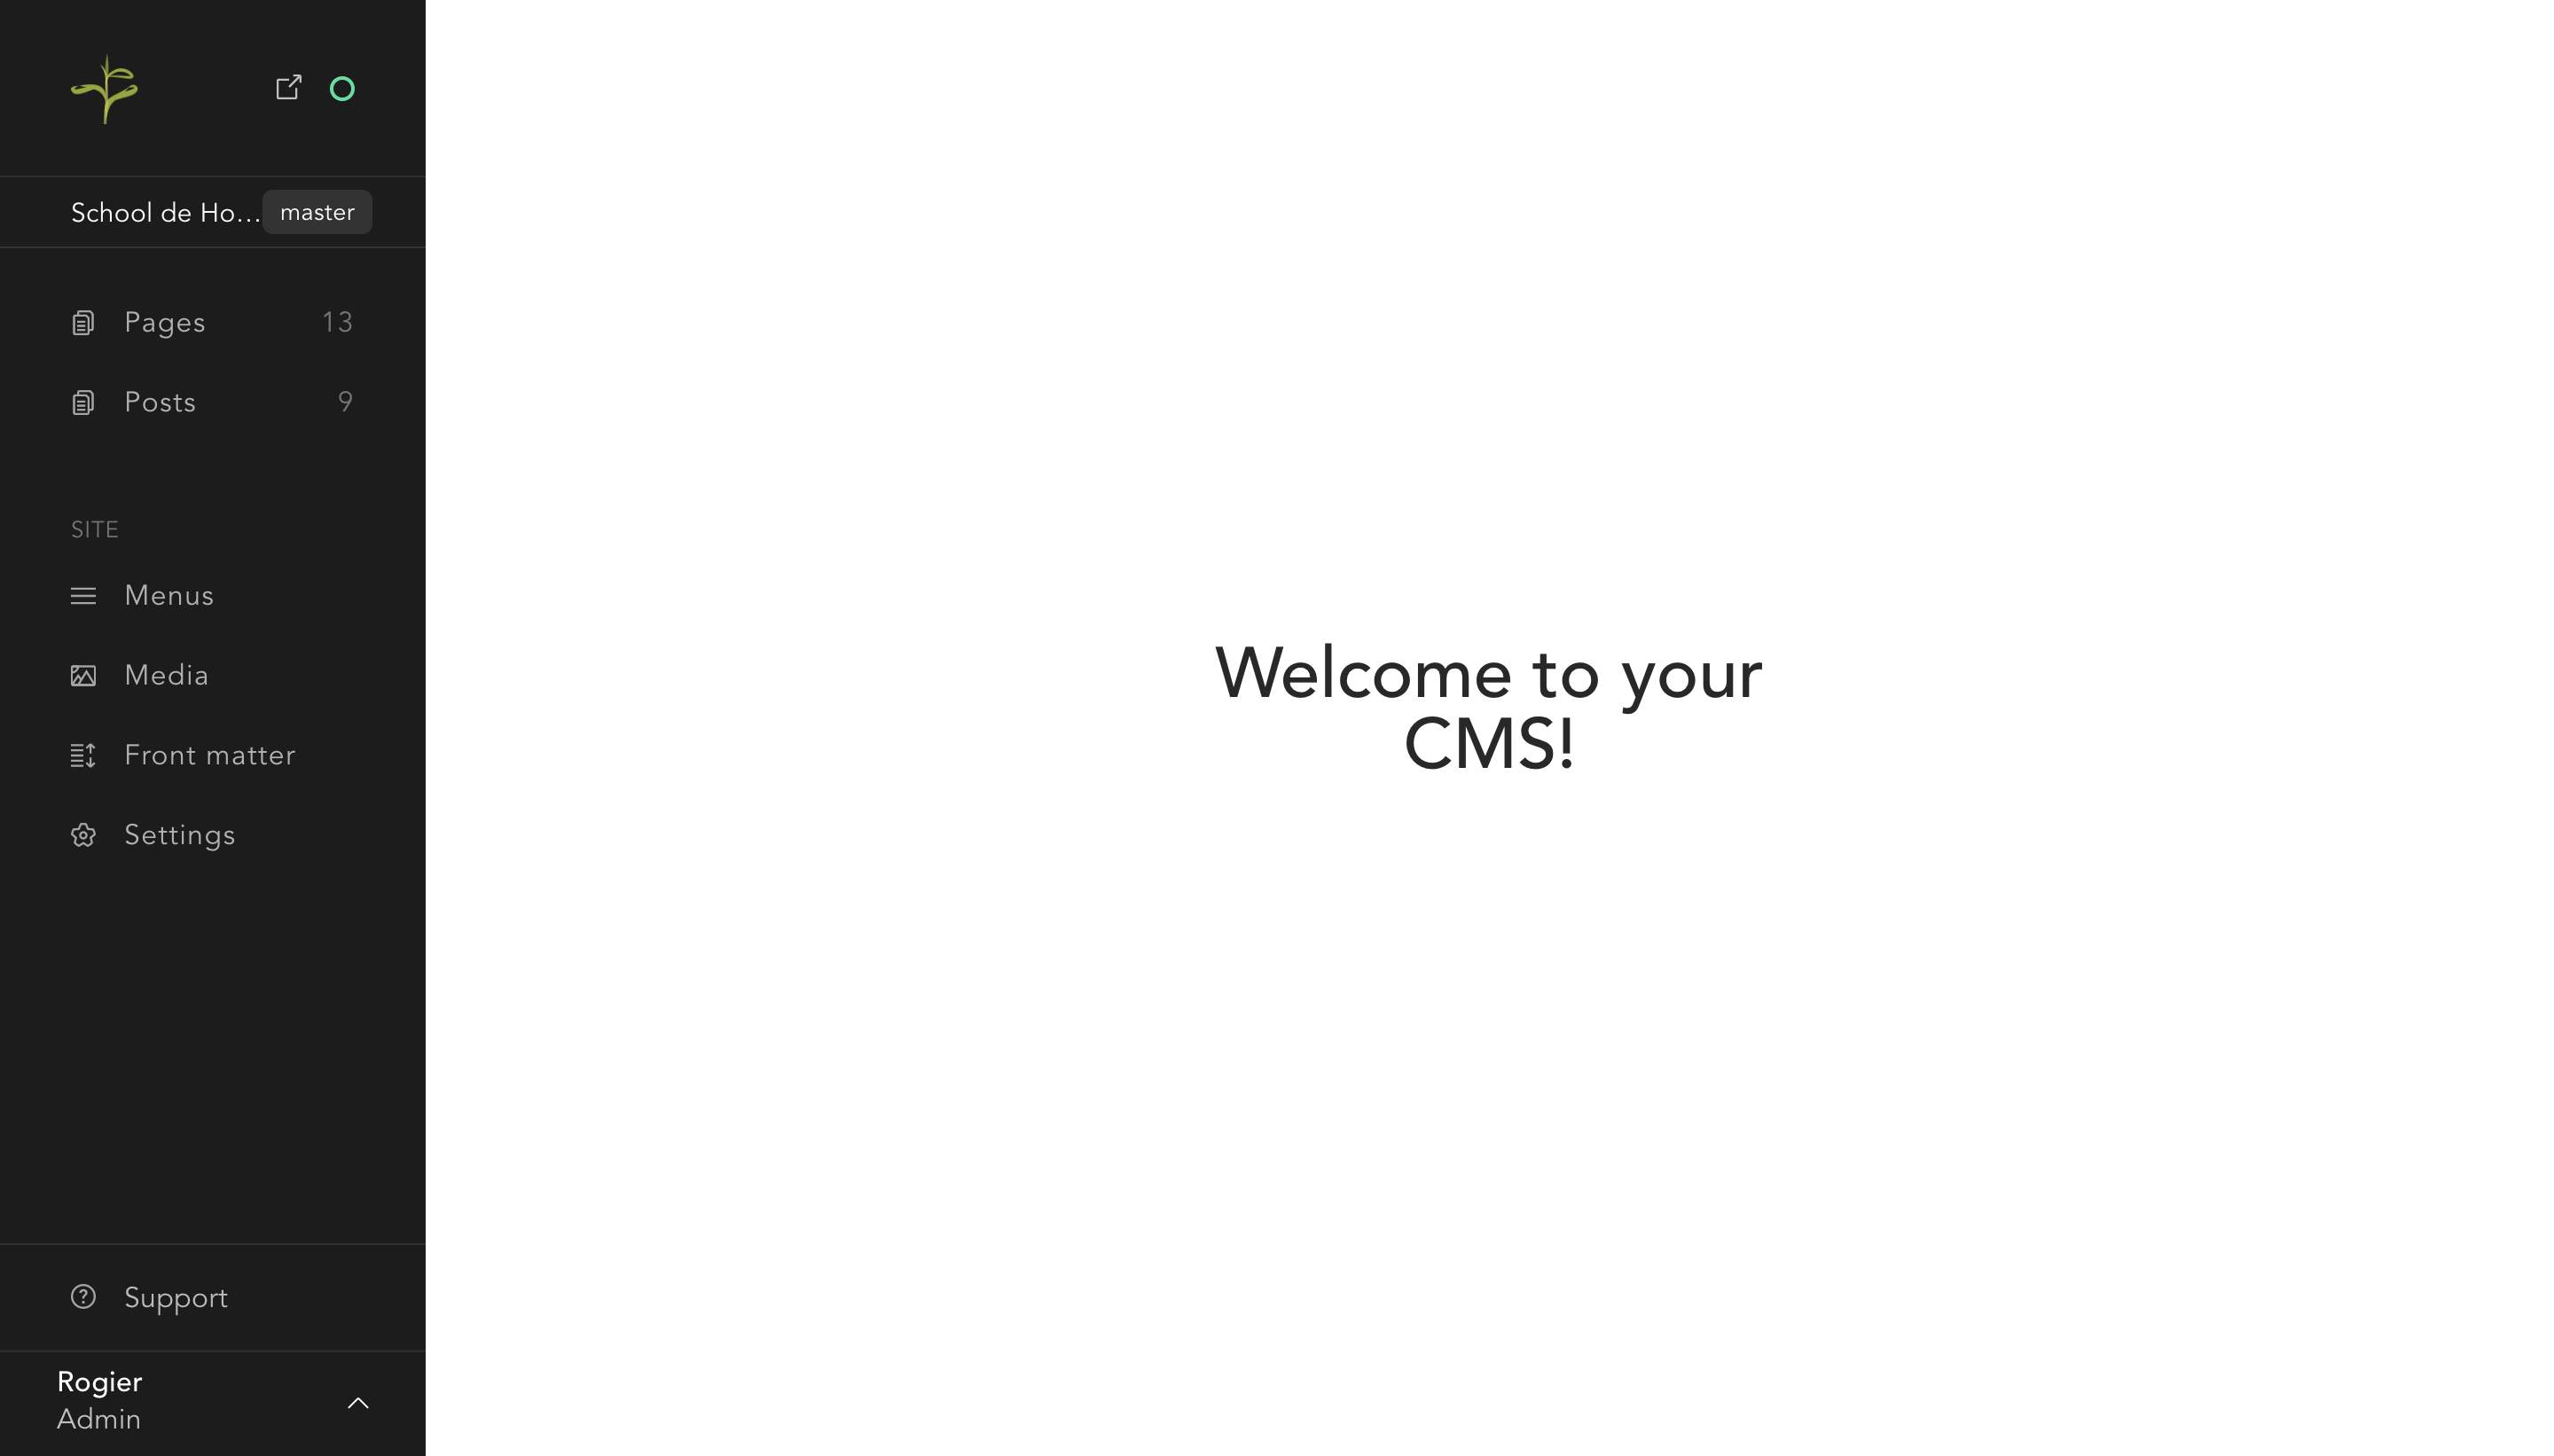 School de Ho…
master
Pages 13
Posts 9
SITE
Menus
Media
Front matter
Settings
Support
Rogier
Admin
Welcome to your
CMS!